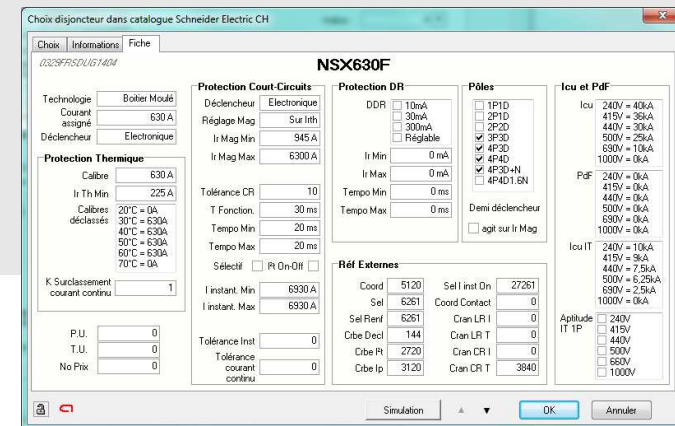 Choix disjoncteur dans catalogue Schneider Electric CH
Choix Informations Fiche
0329FRSDUG1404
NSX630F
Technologie Boitier Moulé
Courant assigné 630 A
Déclencheur Electronique
Protection Thermique
Calibre 630 A
Ir Th Min 225 A
Calibres déclassés
20°C = 0A
30°C = 630A
40°C = 630A
50°C = 630A
60°C = 630A
70°C = 0A
K Surclassement courant continu 1
P.U. 0
T.U. 0
No Prix 0
Protection Court-Circuits
Déclencheur Electronique
Réglage Mag Sur Irth
Ir Mag Min 945 A
Ir Mag Max 6300 A
Tolérance CR 10
T Fonction. 30 ms
Tempo Min 20 ms
Tempo Max 20 ms
Sélectif I²t On-Off
I instant. Min 6930 A
I instant. Max 6930 A
Tolérance Inst 0
Tolérance courant continu 0
Protection DR
DDR 10mA
30mA
300mA
Réglable
Ir Min 0 mA
Ir Max 0 mA
Tempo Min 0 ms
Tempo Max 0 ms
Pôles
1P1D
2P1D
2P2D
3P3D
4P3D
4P4D
4P3D+N
4P4D1.6N
Demi déclencheur
agit sur Ir Mag
Réf Externes
Coord 5120 Sel I inst On 27261
Sel 6261 Coord Contact 0
Sel Renf 6261 Cran LR I 0
Crbe Decl 144 Cran LR T 0
Crbe I²t 2720 Cran CR I 0
Crbe Ip 3120 Cran CR T 3840
Icu et PdF
Icu 240V = 40kA
415V = 36kA
440V = 30kA
500V = 25kA
690V = 10kA
1000V = 0kA
PdF 240V = 0kA
415V = 0kA
440V = 0kA
500V = 0kA
690V = 0kA
1000V = 0kA
Icu IT 240V = 10kA
415V = 9kA
440V = 7,5kA
500V = 6,25kA
690V = 2,5kA
1000V = 0kA
Aptitude IT 1P
240V
415V
440V
500V
660V
1000V
Simulation OK Annuler